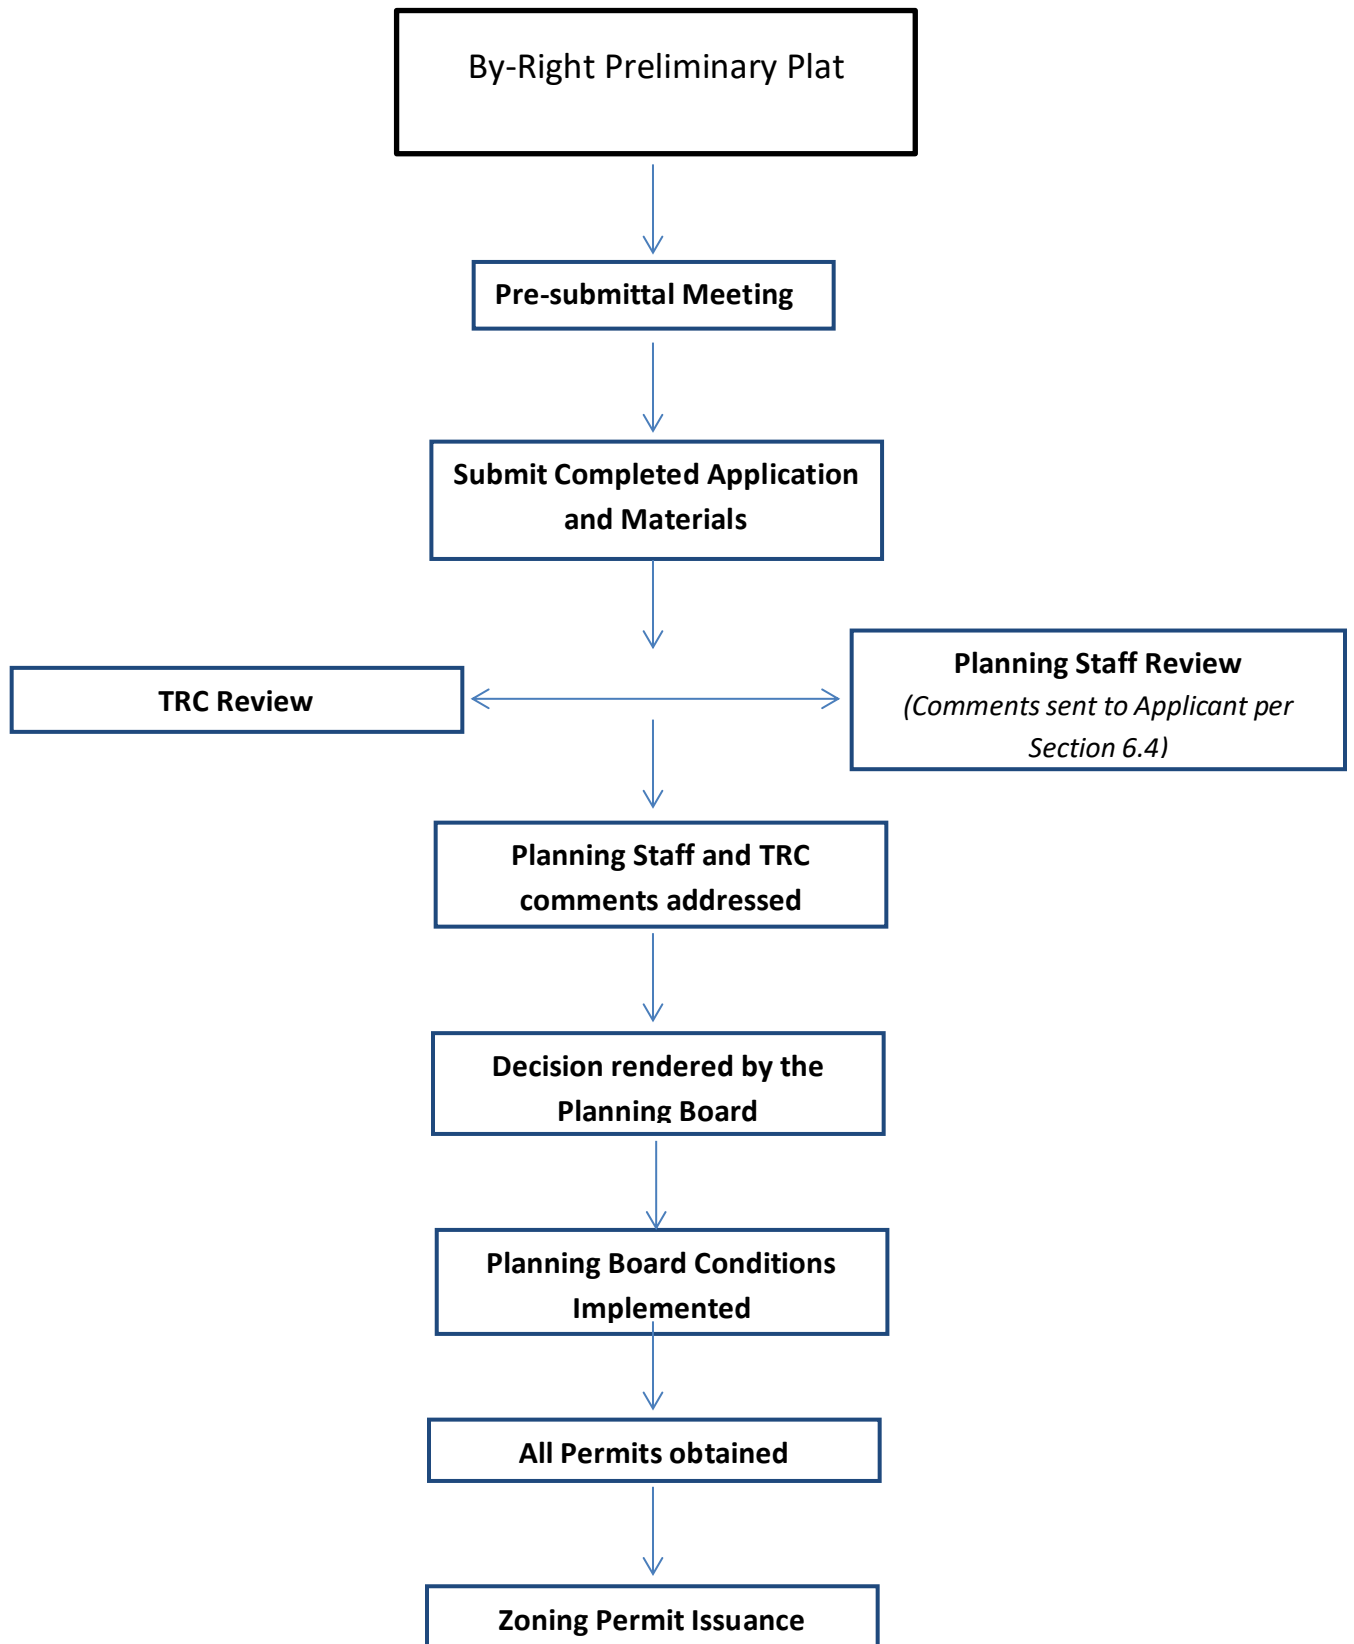 By-Right Preliminary Plat
Pre-submittal Meeting
Submit Completed Application
and Materials
TRC Review
Planning Staff Review
(Comments sent to Applicant per
Section 6.4)
Planning Staff and TRC
comments addressed
Decision rendered by the
Planning Board
Planning Board Conditions
Implemented
All Permits obtained
Zoning Permit Issuance